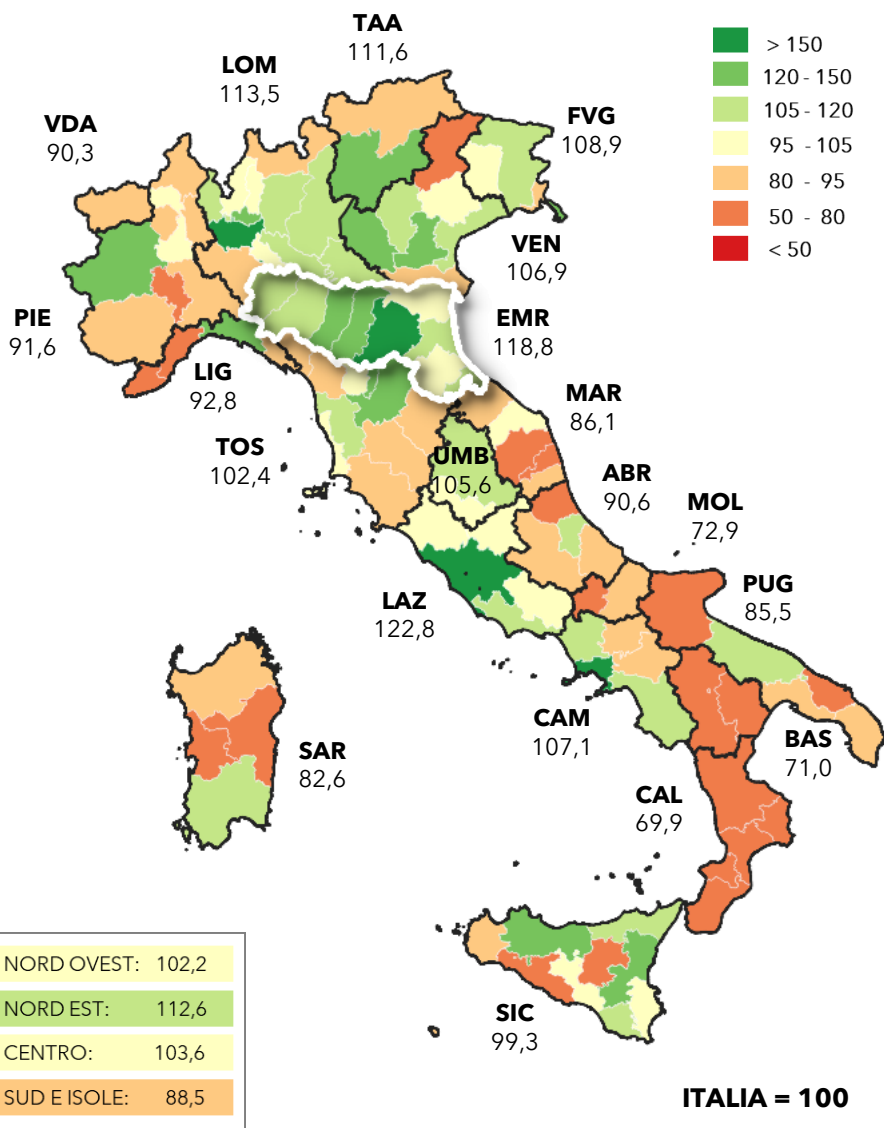 TAA
111,6
LOM
113,5
VDA
90,3
FVG
108,9
> 150
120 - 150
105 - 120
95 - 105
80 - 95
50 - 80
< 50
VEN
106,9
PIE
91,6
EMR
118,8
LIG
92,8
MAR
86,1
TOS
102,4
UMB
105,6
ABR
90,6
MOL
72,9
LAZ
122,8
PUG
85,5
CAM
107,1
BAS
71,0
SAR
82,6
CAL
69,9
SIC
99,3
NORD OVEST: 102,2
NORD EST: 112,6
CENTRO: 103,6
SUD E ISOLE: 88,5
ITALIA = 100